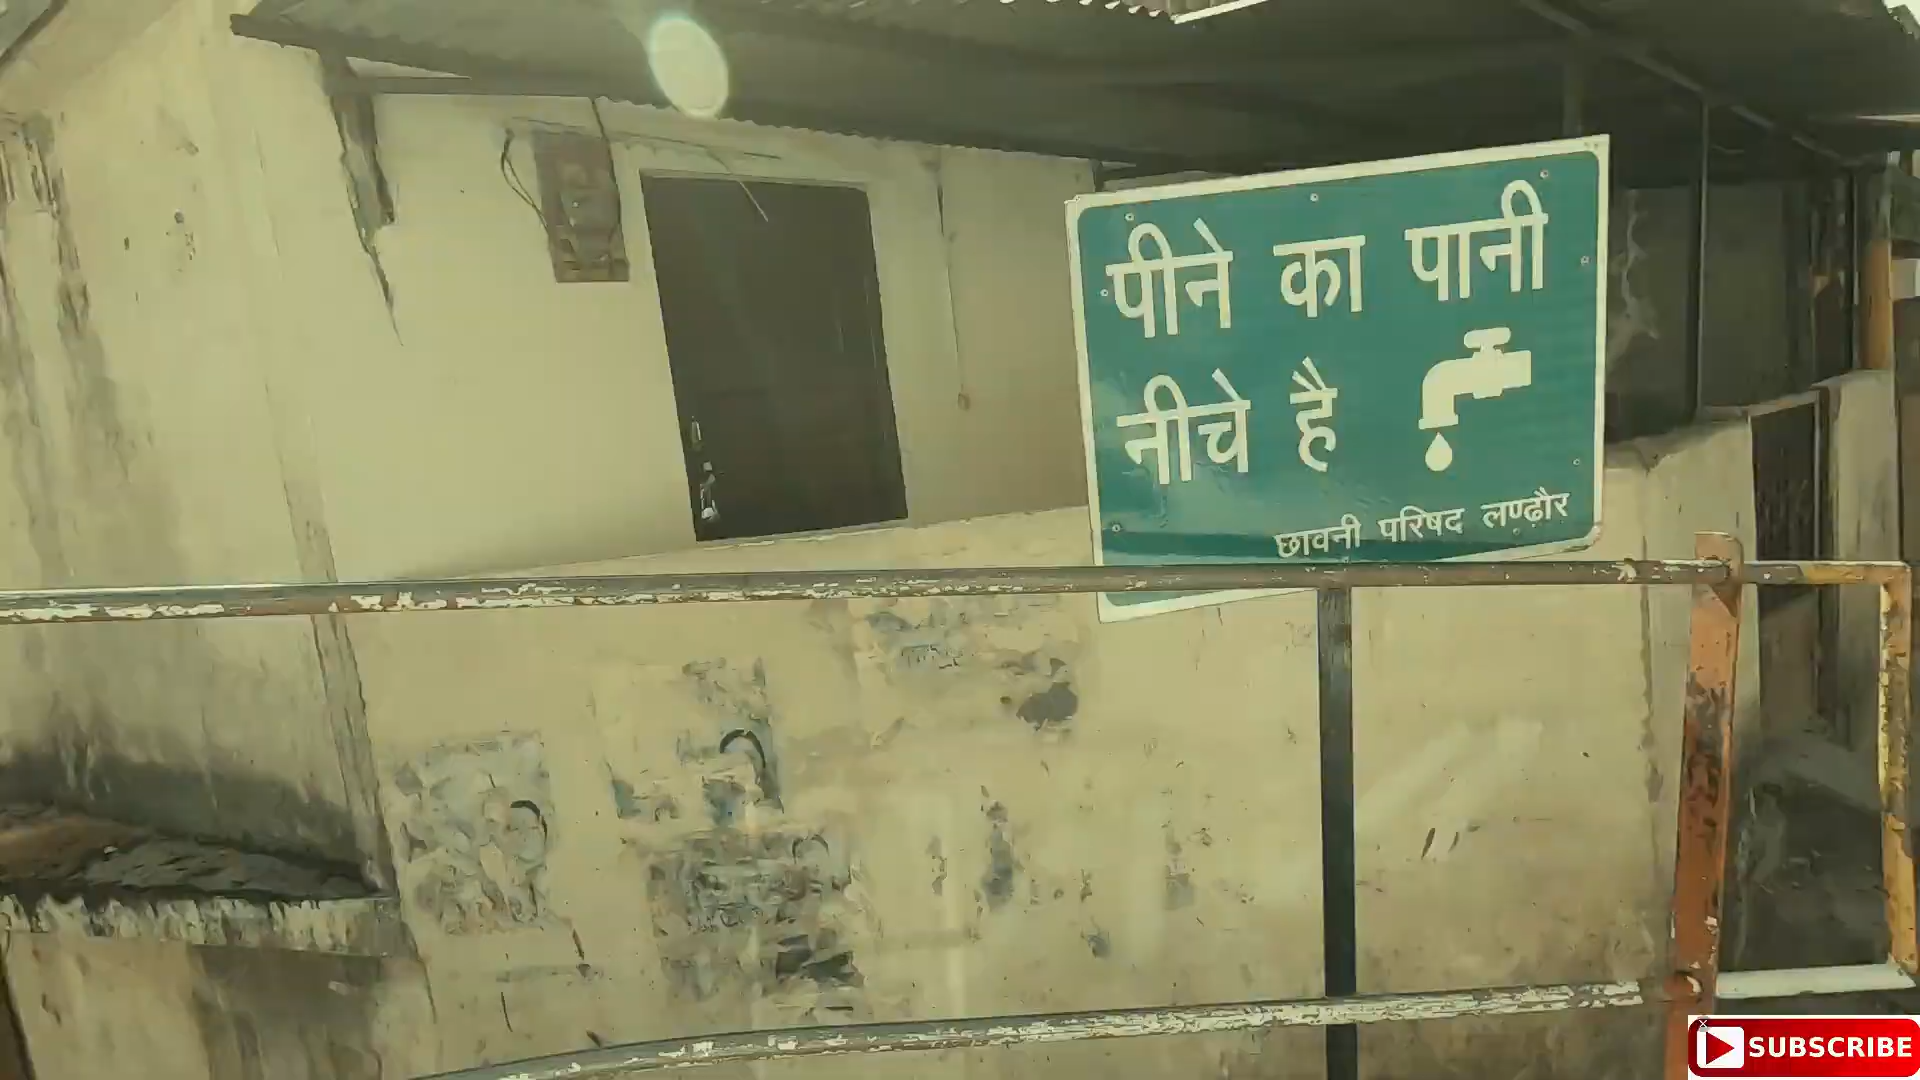 पीने का पानी
नीचे है
छावनी परिषद लण्ढौर
SUBSCRIBE